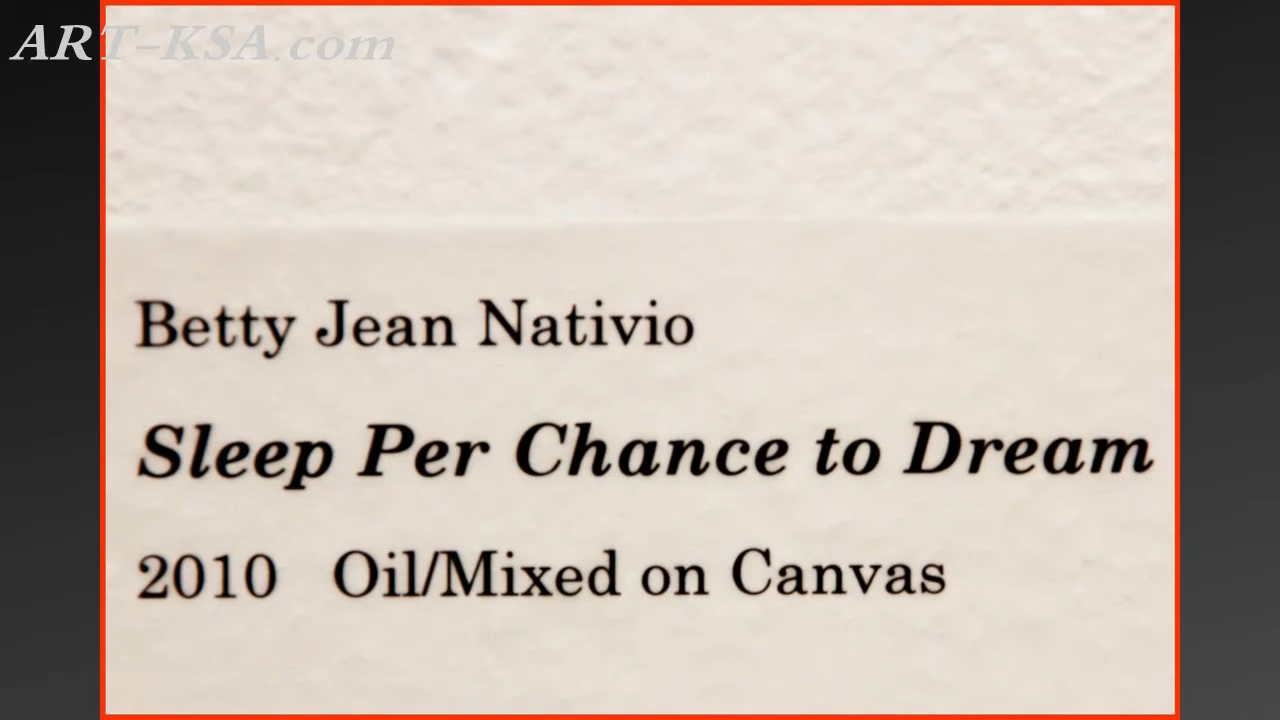 ART-KSA.com
Betty Jean Nativio
Sleep Per Chance to Dream
2010 Oil/Mixed on Canvas